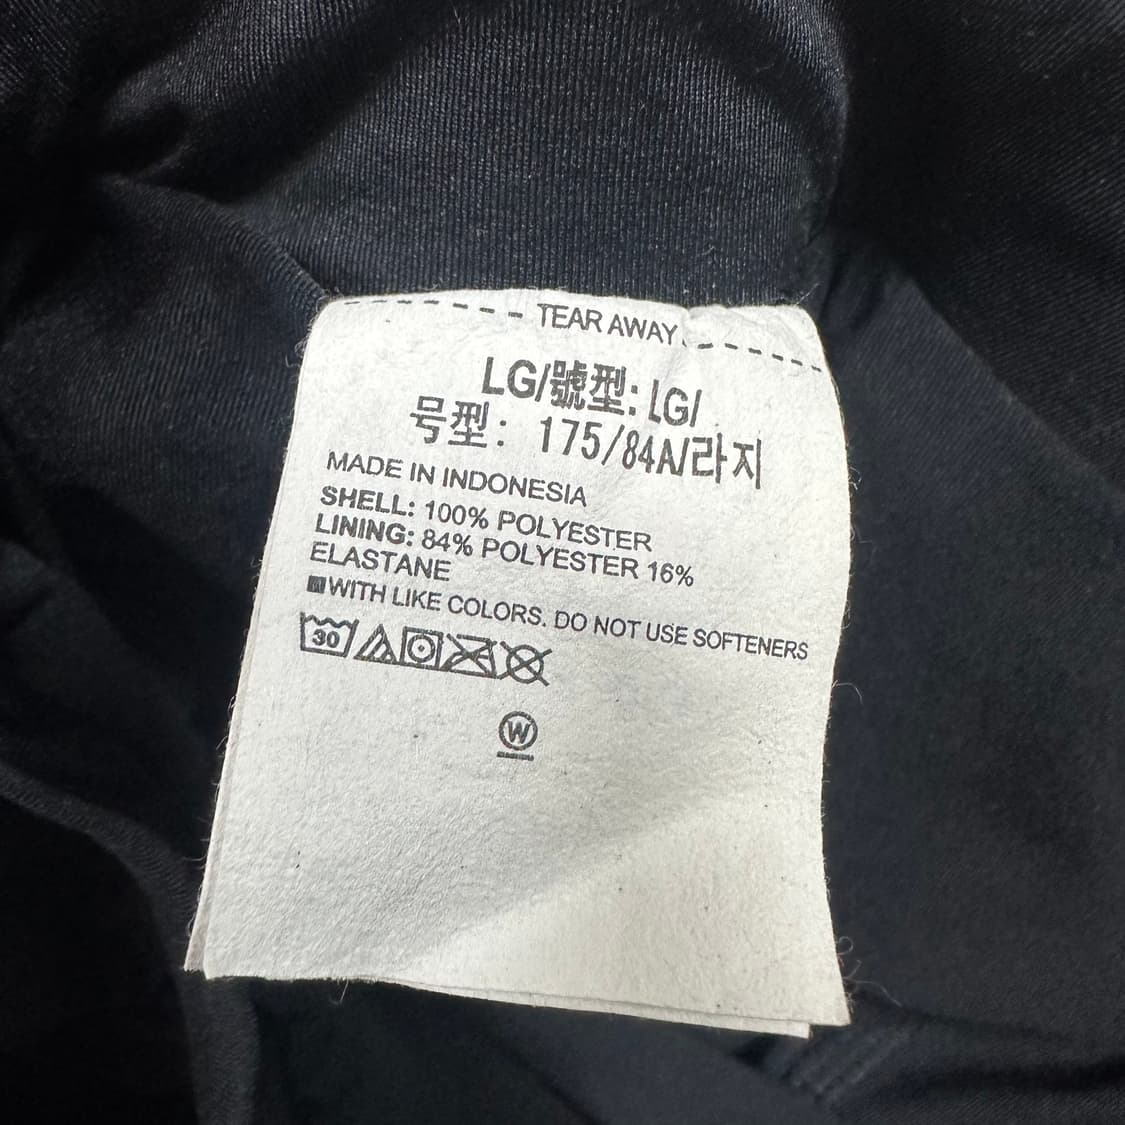 TEAR AWAY
LG/號型: LG/
号型: 175/84A/라지
MADE IN INDONESIA
SHELL: 100% POLYESTER
LINING: 84% POLYESTER 16%
ELASTANE
WITH LIKE COLORS. DO NOT USE SOFTENERS
30
W